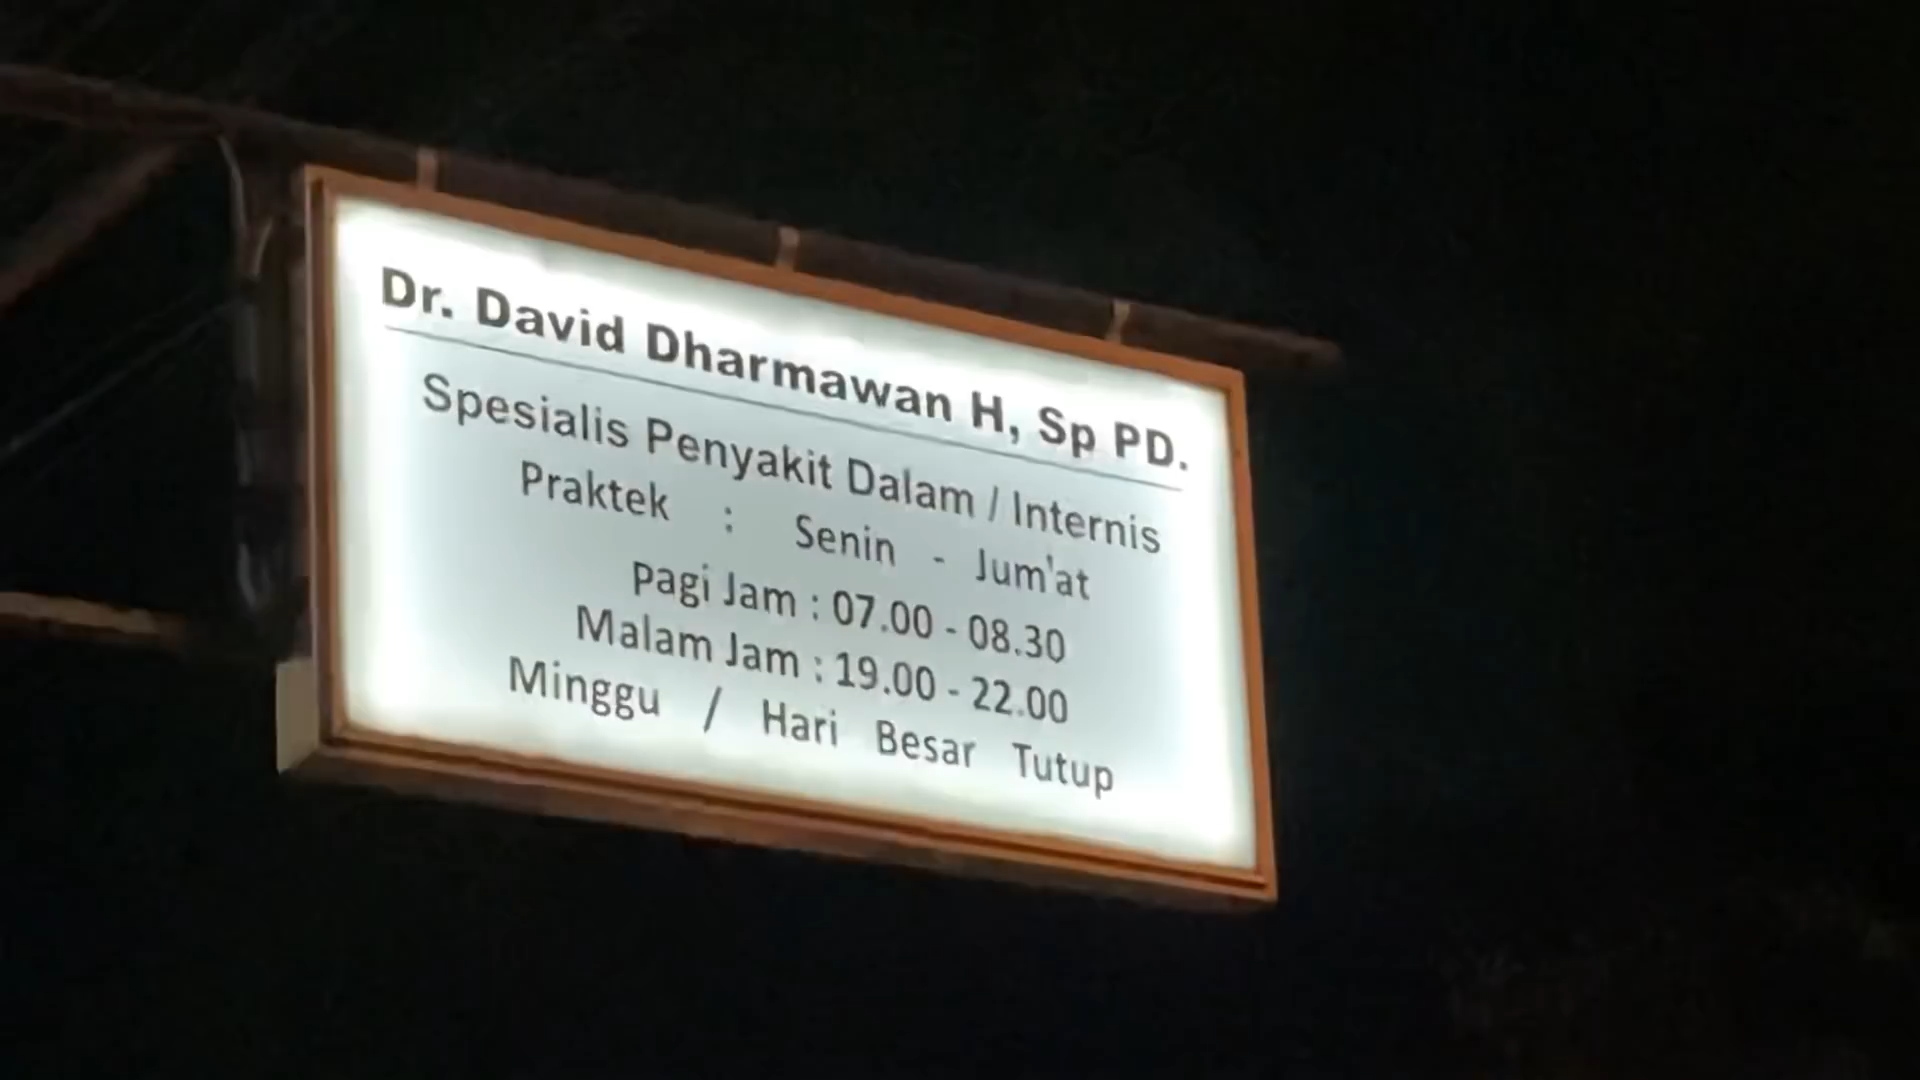 Dr. David Dharmawan H, Sp PD.
Spesialis Penyakit Dalam / Internis
Praktek : Senin - Jum'at
Pagi Jam : 07.00 - 08.30
Malam Jam : 19.00 - 22.00
Minggu / Hari Besar Tutup